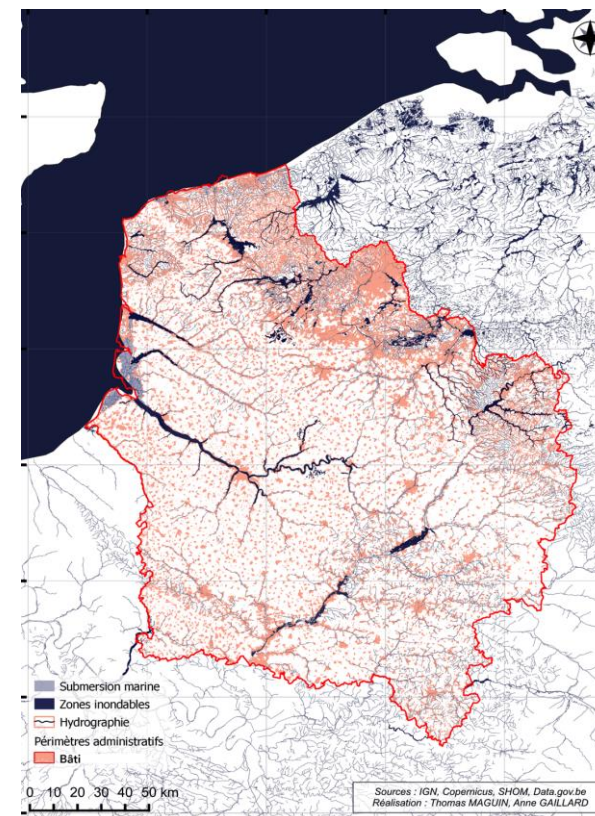 Submersion marine
Zones inondables
Hydrographie
Périmètres administratifs
Bâti
0 10 20 30 40 50 km
Sources : IGN, Copernicus, SHOM, Data.gov.be
Réalisation : Thomas MAGUIN, Anne GAILLARD